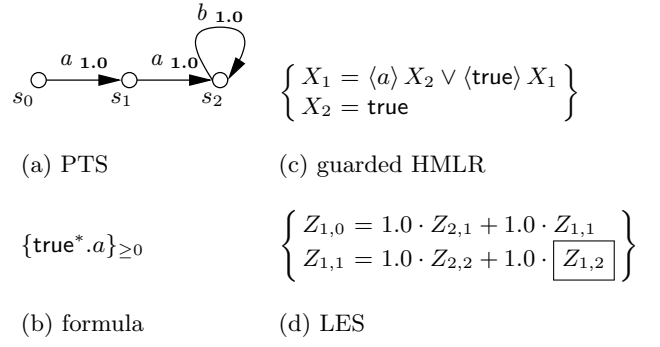 b 1.0
a 1.0 a 1.0
s₀ s₁ s₂
(a) PTS
{ X₁ = ⟨a⟩ X₂ ∨ ⟨true⟩ X₁
X₂ = true }
(c) guarded HMLR
{true*.a}≥0
(b) formula
{ Z₁,₀ = 1.0 · Z₂,₁ + 1.0 · Z₁,₁
Z₁,₁ = 1.0 · Z₂,₂ + 1.0 · Z₁,₂ }
(d) LES